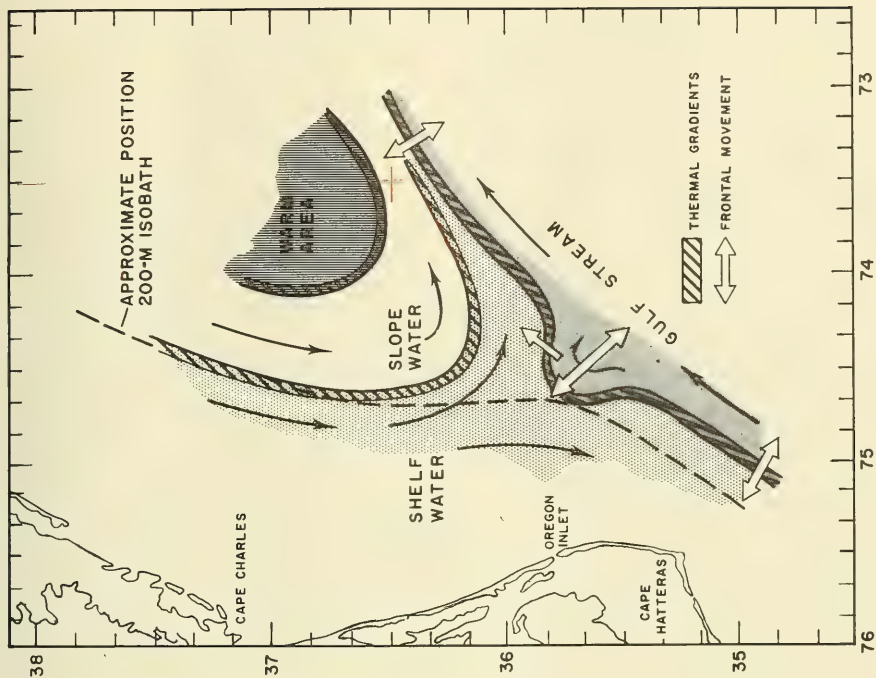 38
37
36
35
73
74
75
76
APPROXIMATE POSITION
200-M ISOBATH
WARM
AREA
CAPE CHARLES
SHELF
WATER
SLOPE
WATER
OREGON
INLET
CAPE
HATTERAS
GULF STREAM
THERMAL GRADIENTS
FRONTAL MOVEMENT